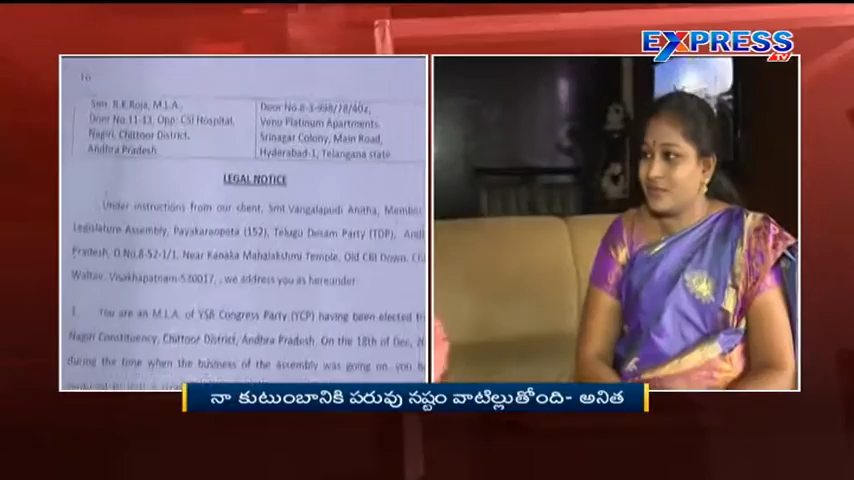 EXPRESS
TV
To
Smt. R.K.Roja, M.L.A.,
Door No.11-13, Opp: CSI Hospital,
Nagiri, Chittoor District,
Andhra Pradesh
Door No.8-3-998/78/402,
Venu Platinum Apartments,
Srinagar Colony, Main Road,
Hyderabad-1, Telangana state
LEGAL NOTICE
Under instructions from our client, Smt.Vangalapudi Anitha, Member
Legislature Assembly, Payakaraopeta (152), Telugu Desam Party (TDP),
Pradesh, D.No.8-52-1/1, Near Kanaka Mahalakshmi Temple, Old CBI Down,
Waltair, Visakhapatnam-530017, , we address you as hereunder
1. You are an M.L.A. of YSR Congress Party (YCP) having been elected
Nagiri Constituency, Chittoor District, Andhra Pradesh. On the 18th of Dec,
during the time when the business of the assembly was going on you
నా కుటుంబానికి పరువు నష్టం వాటిల్లుతోంది- అనిత